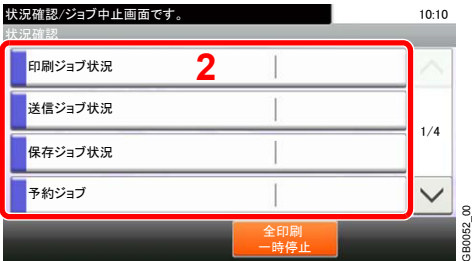 状況確認/ジョブ中止画面です。
10:10
状況確認
印刷ジョブ状況
2
送信ジョブ状況
1/4
保存ジョブ状況
予約ジョブ
全印刷
一時停止
GB0052_00